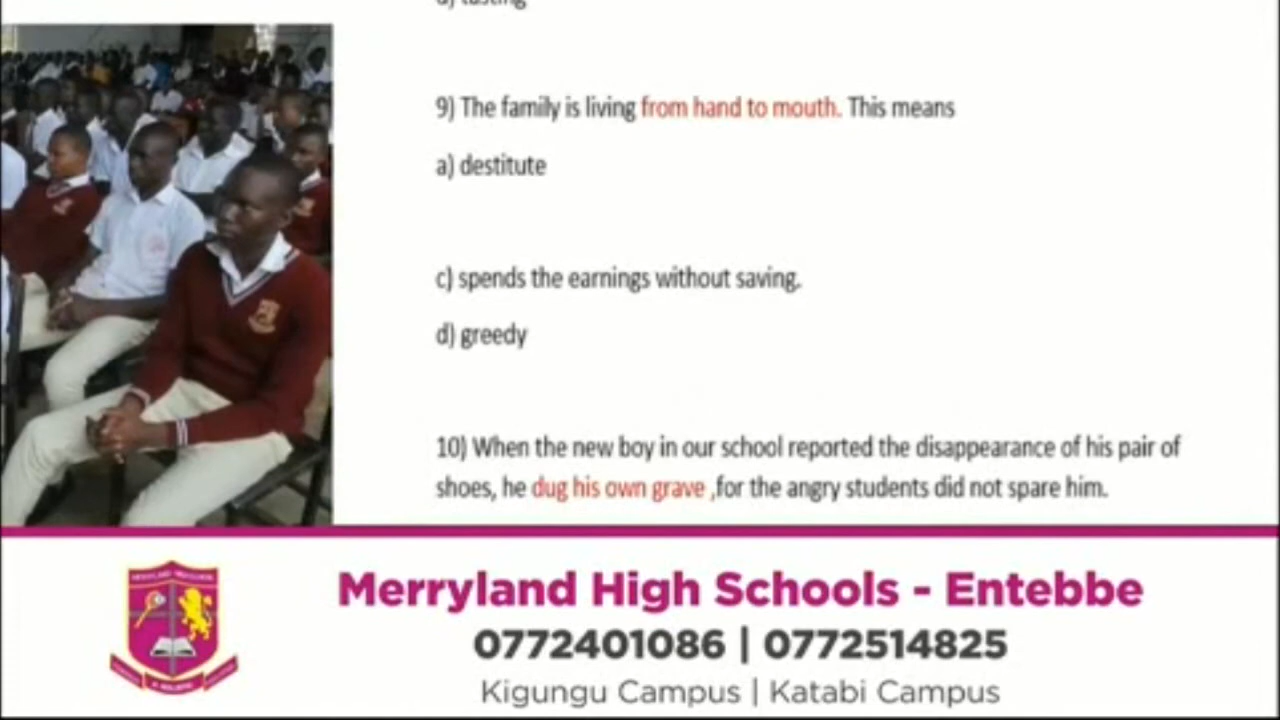 9) The family is living from hand to mouth. This means
a) destitute
c) spends the earnings without saving.
d) greedy
10) When the new boy in our school reported the disappearance of his pair of
shoes, he dug his own grave ,for the angry students did not spare him.
Merryland High Schools - Entebbe
0772401086 | 0772514825
Kigungu Campus | Katabi Campus